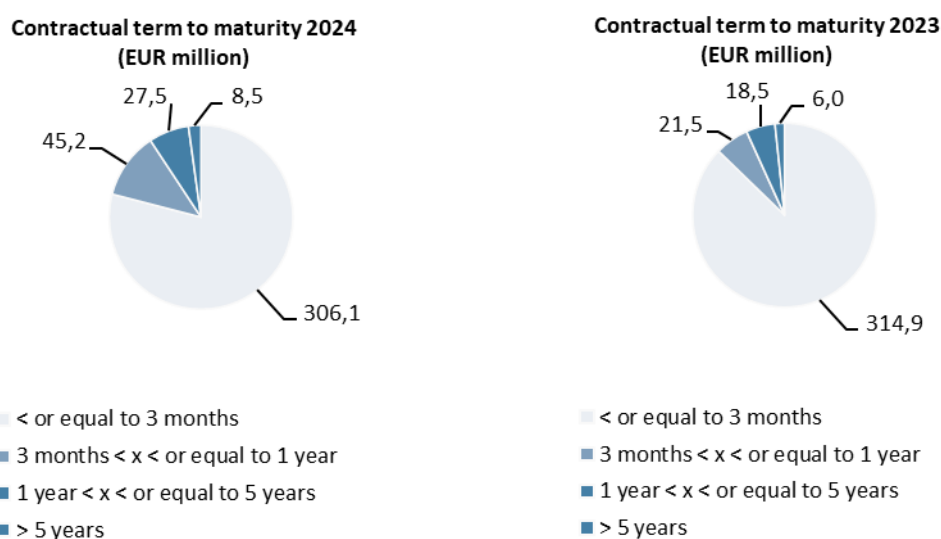 Contractual term to maturity 2024
(EUR million)
27,5
8,5
45,2
306,1
< or equal to 3 months
3 months < x < or equal to 1 year
1 year < x < or equal to 5 years
> 5 years
Contractual term to maturity 2023
(EUR million)
18,5
6,0
21,5
314,9
< or equal to 3 months
3 months < x < or equal to 1 year
1 year < x < or equal to 5 years
> 5 years